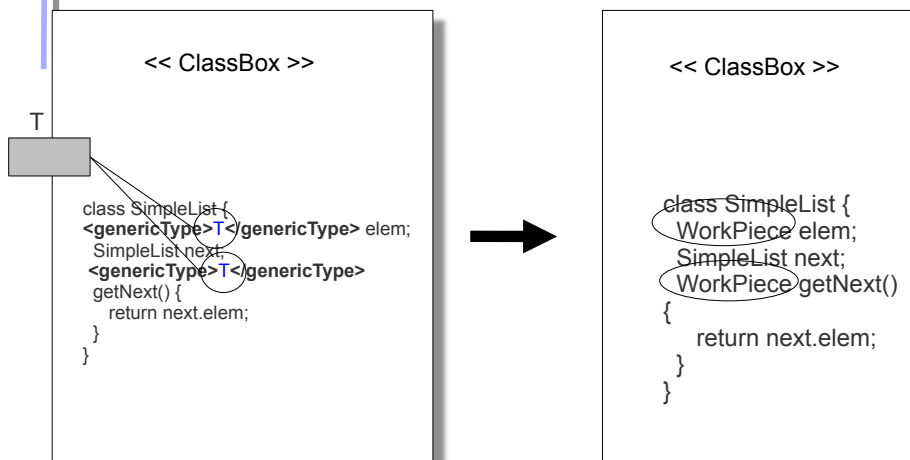 << ClassBox >>
T
class SimpleList {
<genericType>T</genericType> elem;
SimpleList next;
<genericType>T</genericType>
getNext() {
return next.elem;
}
}
<< ClassBox >>
class SimpleList {
WorkPiece elem;
SimpleList next;
WorkPiece getNext()
{
return next.elem;
}
}